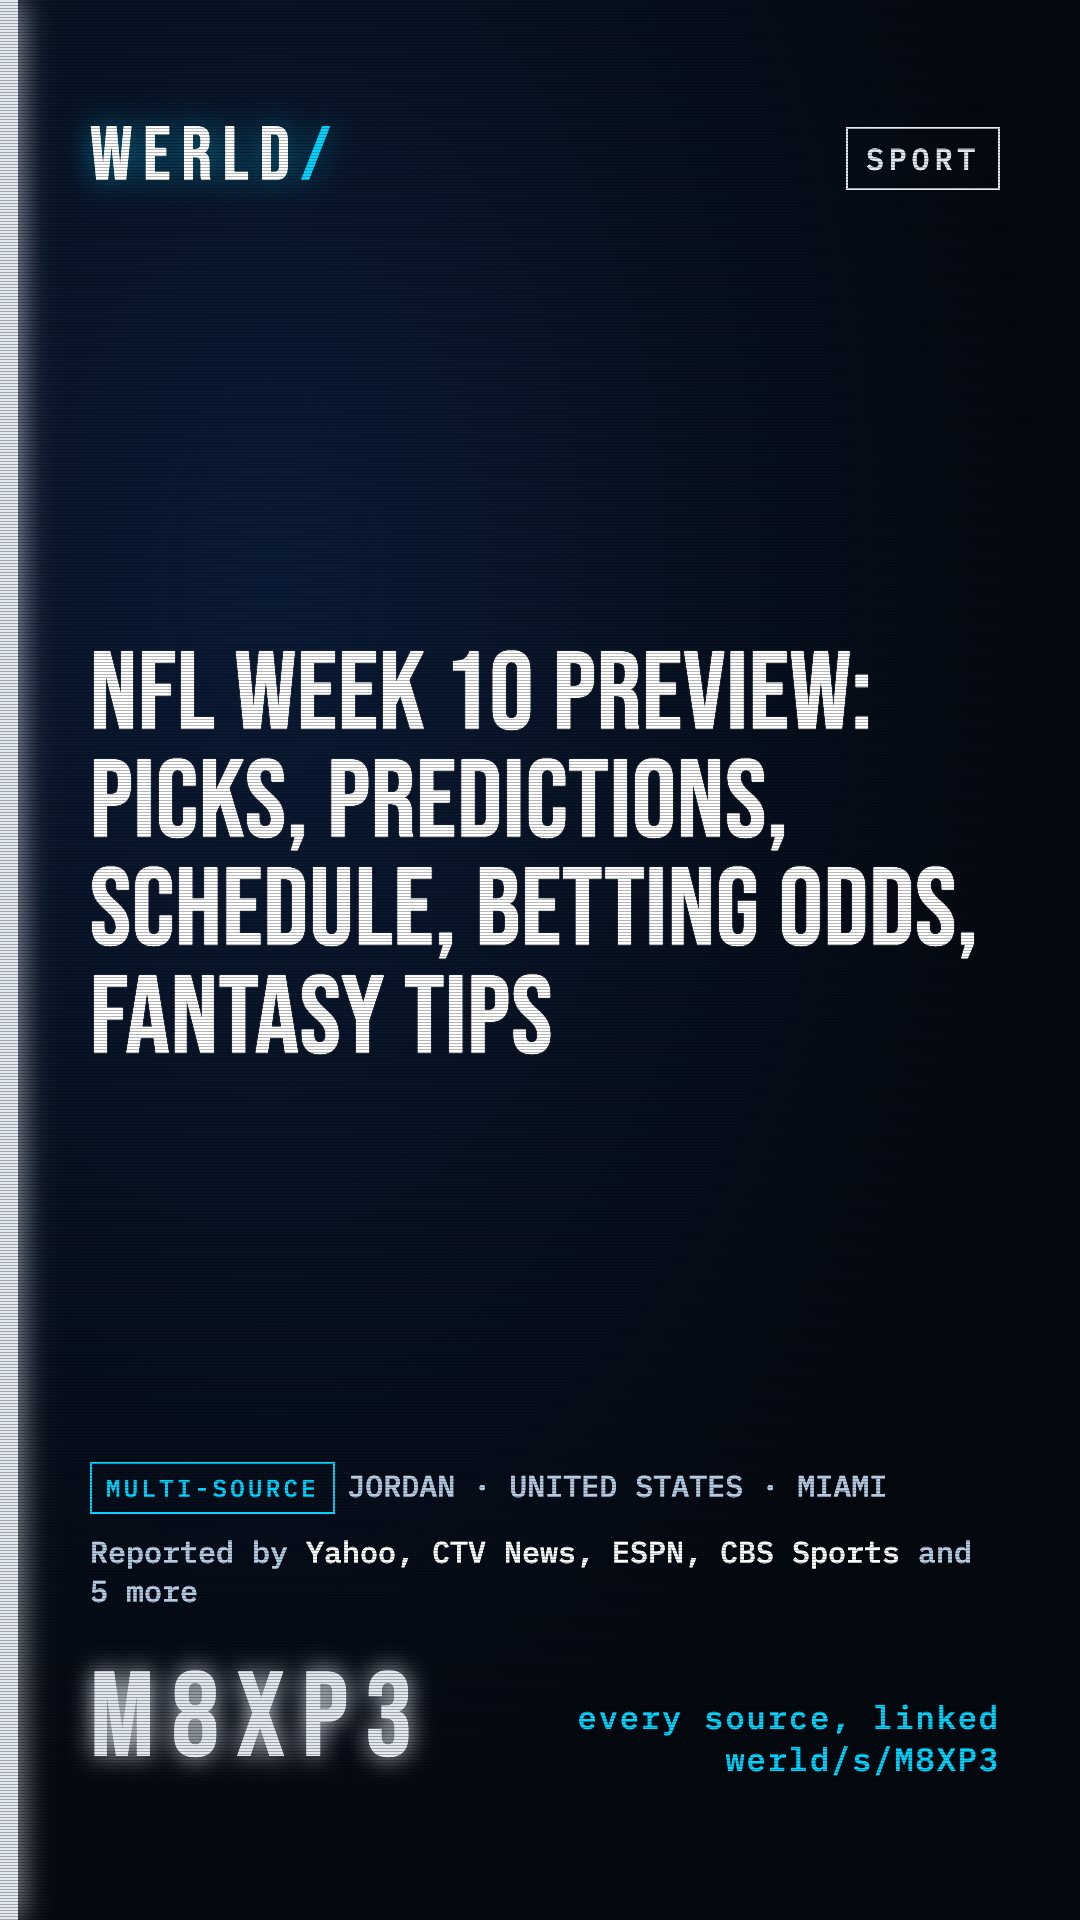 WERLD/
SPORT
NFL WEEK 10 PREVIEW:
PICKS, PREDICTIONS,
SCHEDULE, BETTING ODDS,
FANTASY TIPS
MULTI-SOURCE JORDAN · UNITED STATES · MIAMI
Reported by Yahoo, CTV News, ESPN, CBS Sports and
5 more
M8XP3
every source, linked
werld/s/M8XP3